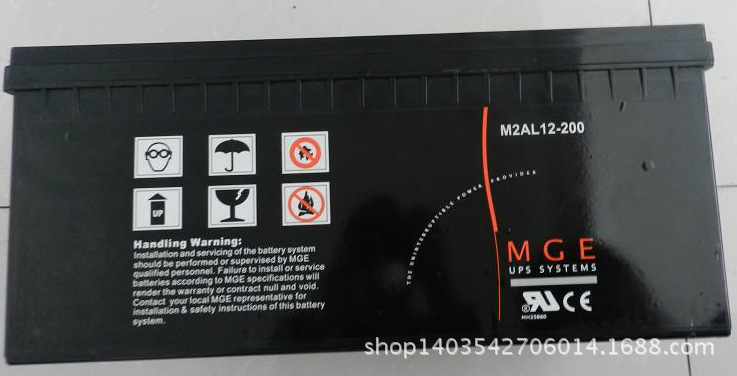 M2AL12-200
UP
THE UNINTERRUPTIBLE POWER PROVIDER
Handling Warning:
Installation and servicing of the battery system
should be performed or supervised by MGE
qualified personnel. Failure to install or service
batteries according to MGE specifications will
render the warranty or contract null and void.
Contact your local MGE representative for
installation & safety instructions of this battery
system.
MGE
UPS SYSTEMS
CE
shop1403542706014.1688.com